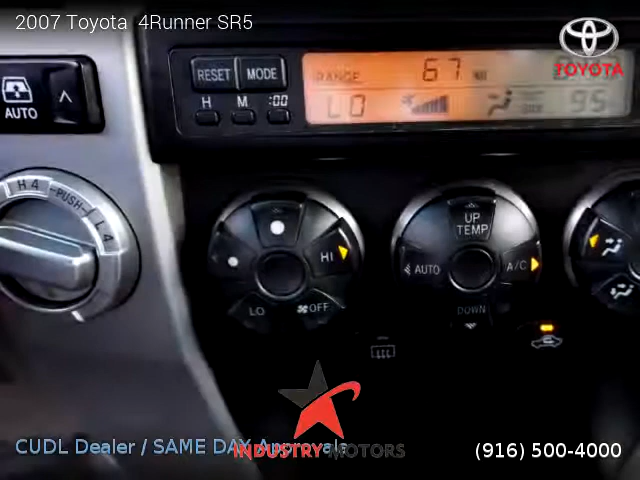 2007 Toyota 4Runner SR5
TOYOTA
RESET MODE
H M :00
RANGE 67
LO 95
AUTO
H.4 PUSH L4
UP
TEMP
HI
AUTO
A/C
LO
OFF
DOWN
CUDL Dealer / SAME DAY Approvals
INDUSTRY MOTORS
(916) 500-4000